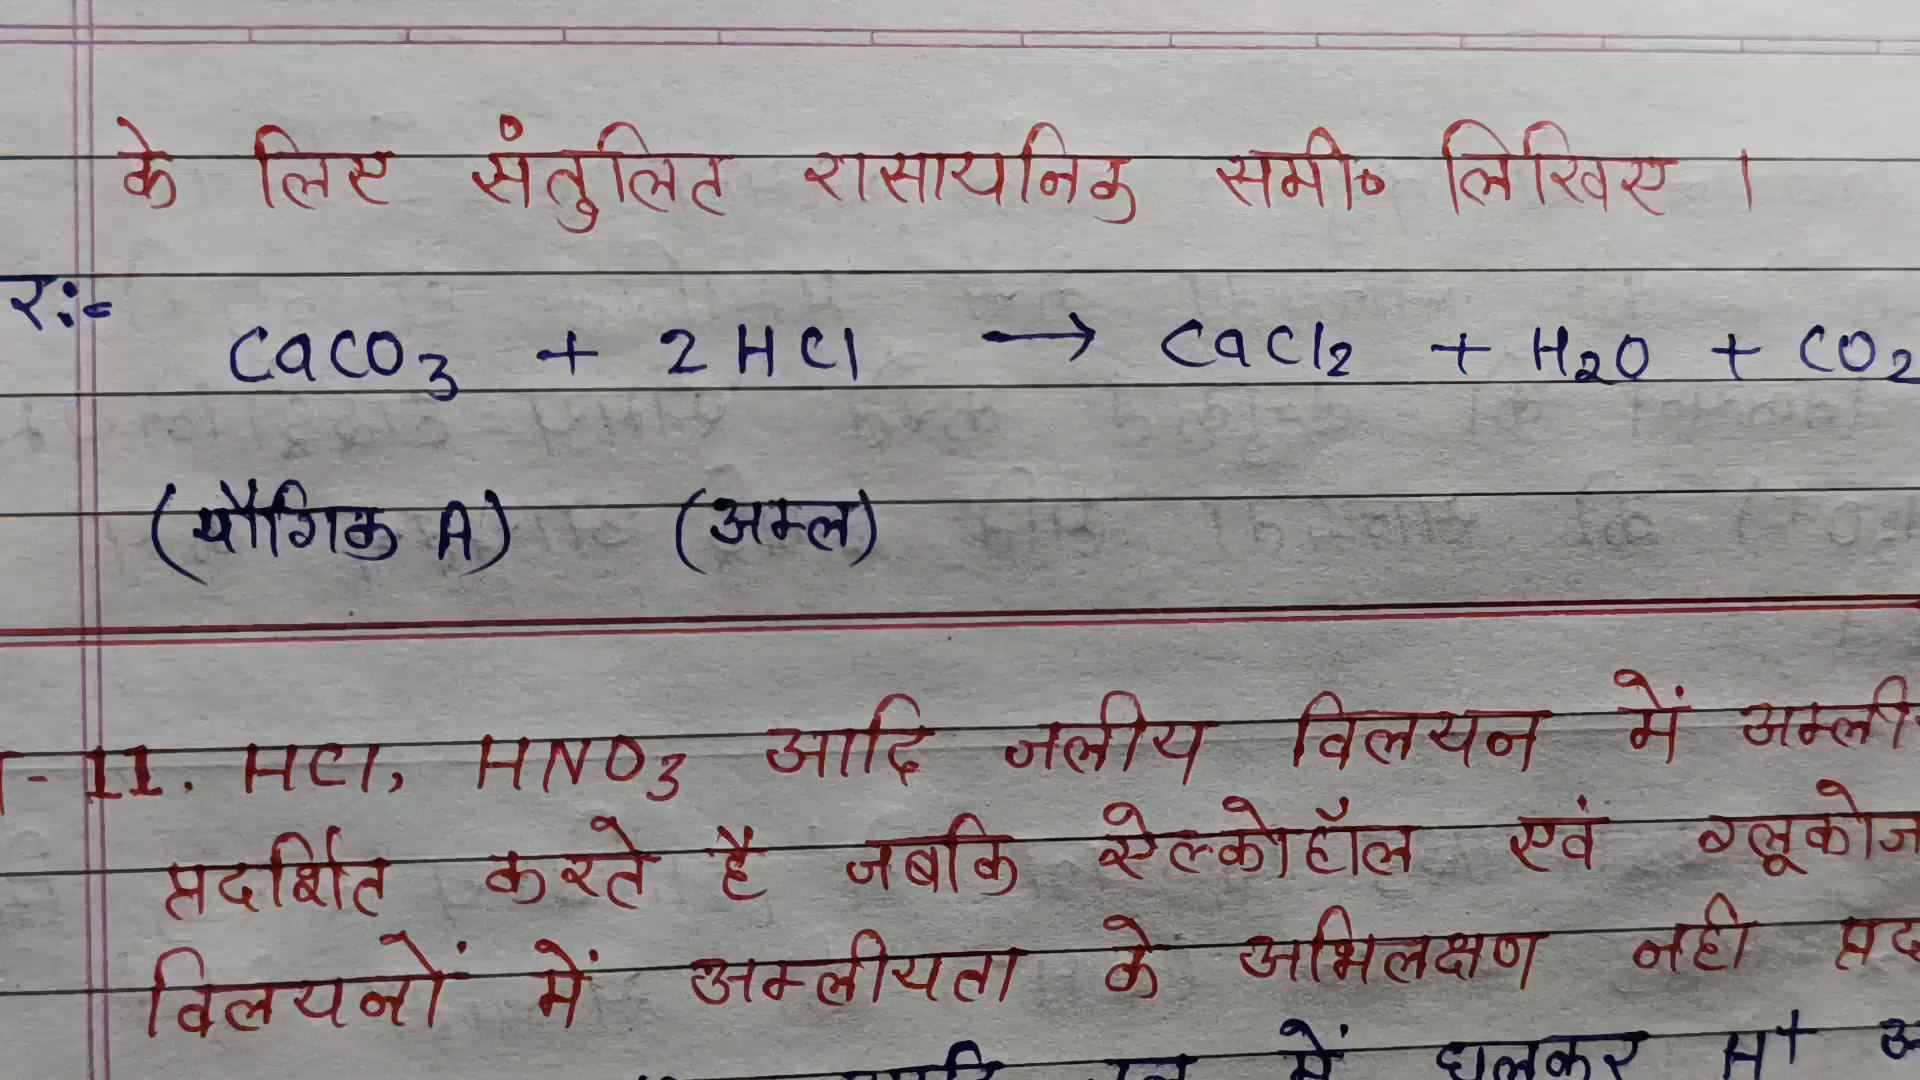 के लिए संतुलित रासायनिक समी० लिखिए ।
र:-
CaCO₃ + 2HCl → CaCl₂ + H₂O + CO₂
(यौगिक A) (अम्ल)
11. HCl, HNO₃ आदि जलीय विलयन में अम्ली
प्रदर्शित करते है जबकि ऐल्कोहॉल एवं ग्लूकोज
विलयनों में अम्लीयता के अभिलक्षण नही प्रद
में घुलकर H⁺